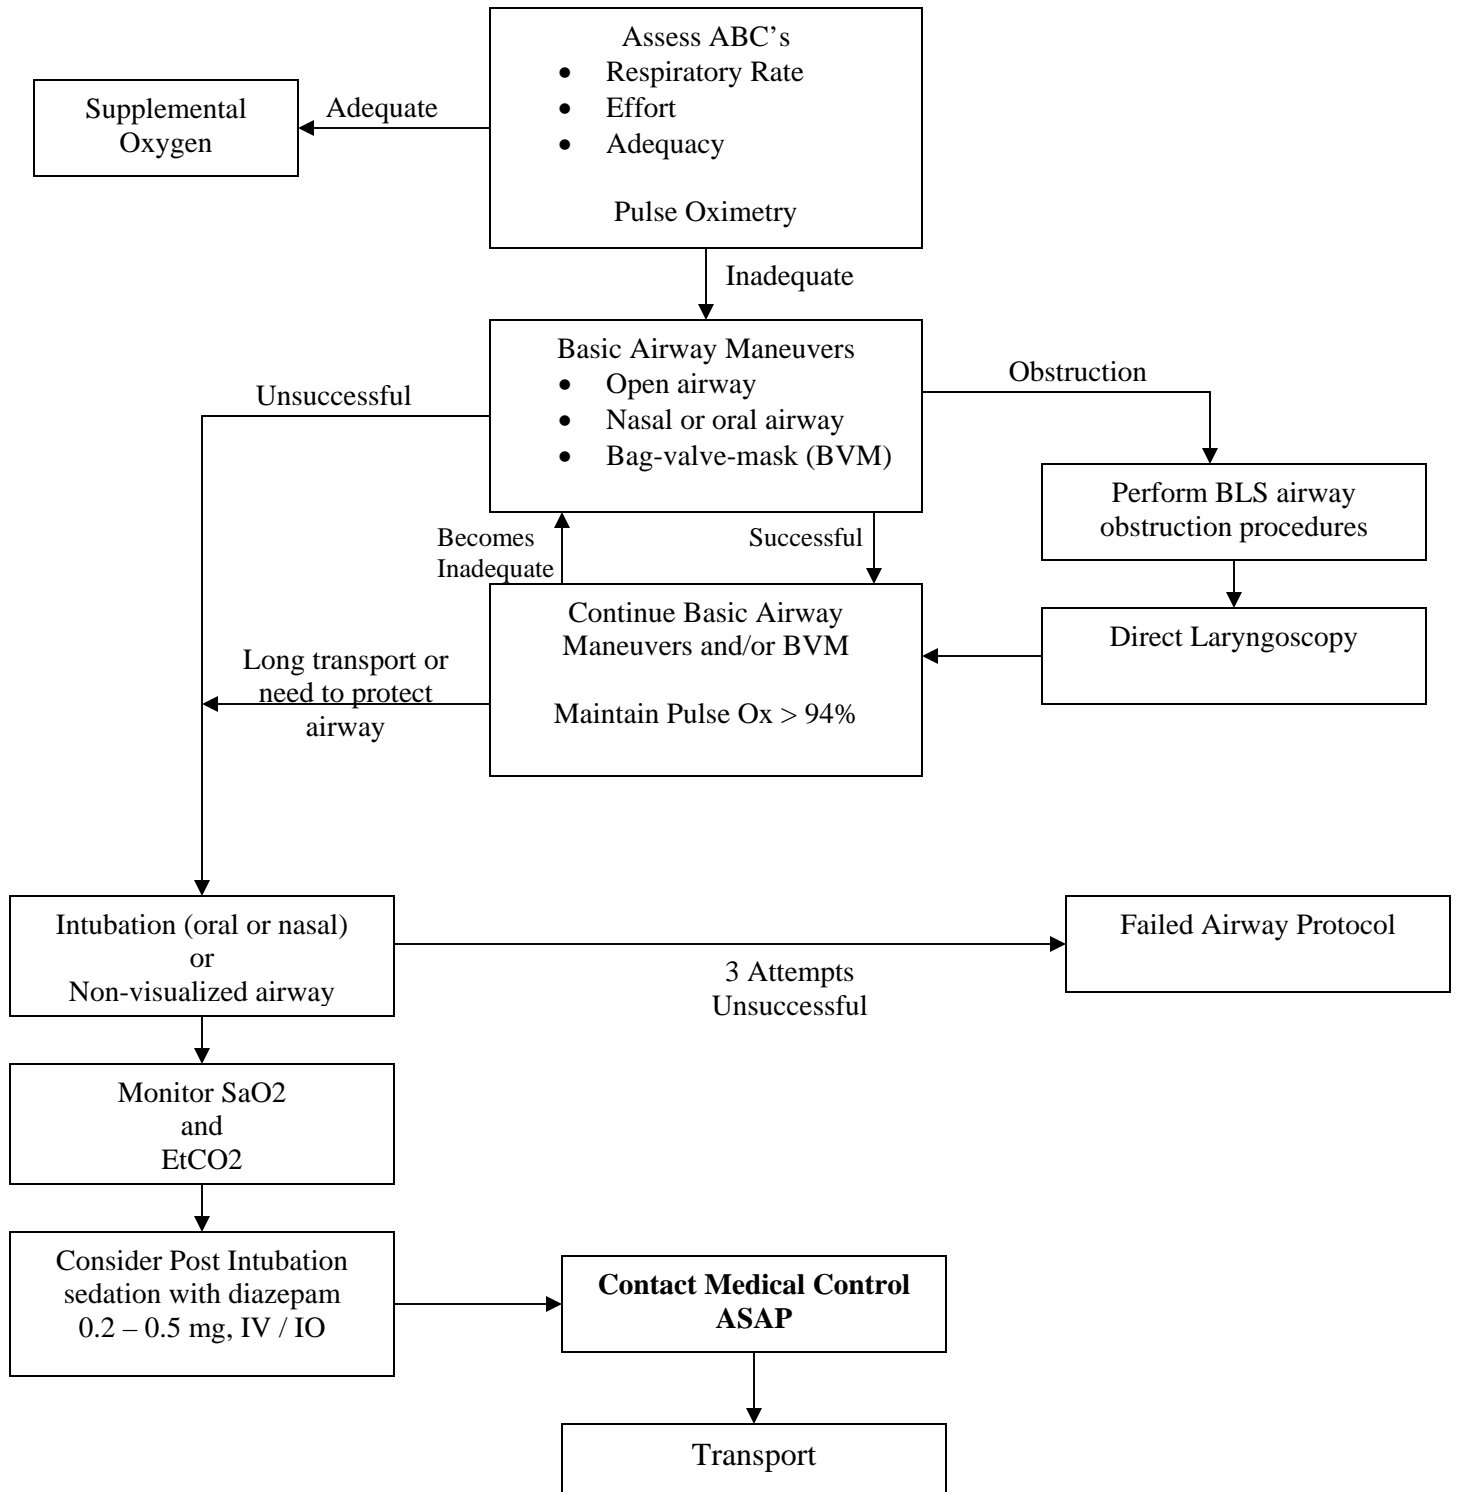 Assess ABC’s
• Respiratory Rate
• Effort
• Adequacy
Pulse Oximetry
Adequate
Supplemental
Oxygen
Inadequate
Basic Airway Maneuvers
• Open airway
• Nasal or oral airway
• Bag-valve-mask (BVM)
Unsuccessful
Obstruction
Perform BLS airway
obstruction procedures
Becomes
Inadequate
Successful
Continue Basic Airway
Maneuvers and/or BVM
Maintain Pulse Ox > 94%
Direct Laryngoscopy
Long transport or
need to protect
airway
Intubation (oral or nasal)
or
Non-visualized airway
3 Attempts
Unsuccessful
Failed Airway Protocol
Monitor SaO2
and
EtCO2
Consider Post Intubation
sedation with diazepam
0.2 – 0.5 mg, IV / IO
Contact Medical Control
ASAP
Transport